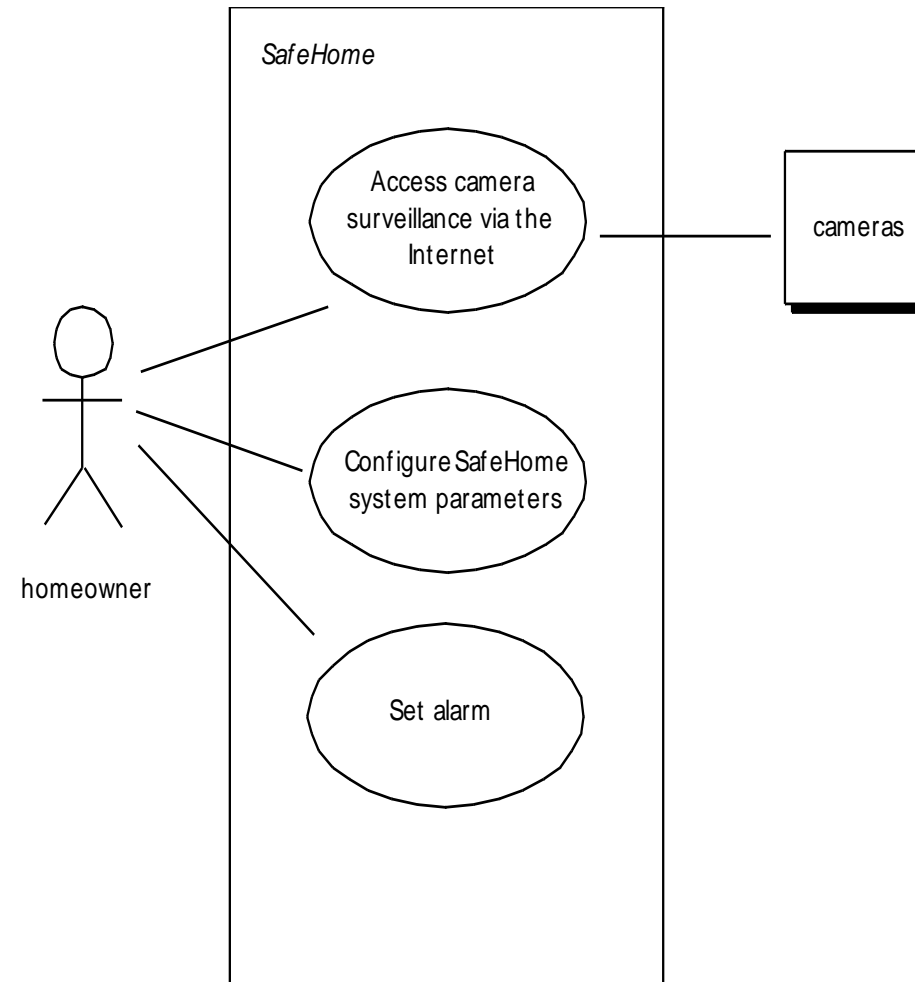 SafeHome
Access camera
surveillance via the
Internet
cameras
Configure SafeHome
system parameters
homeowner
Set alarm